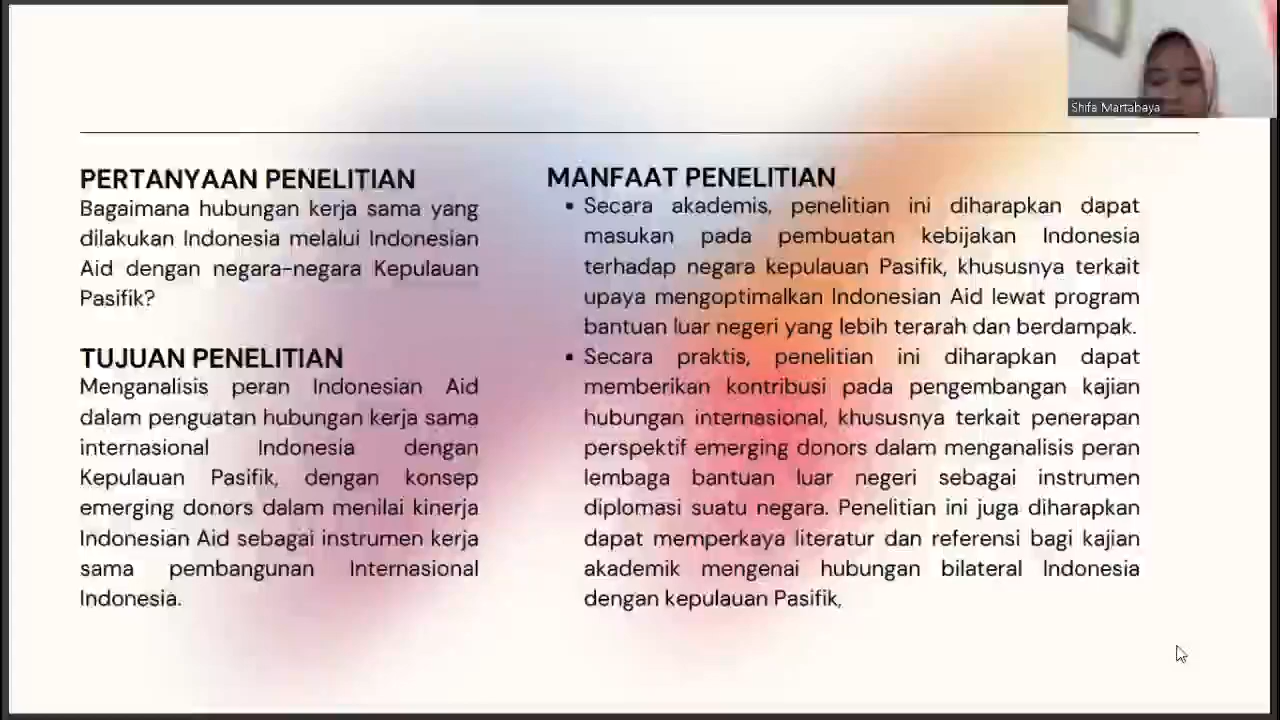 Shifa Martabaya
PERTANYAAN PENELITIAN
Bagaimana hubungan kerja sama yang
dilakukan Indonesia melalui Indonesian
Aid dengan negara-negara Kepulauan
Pasifik?
TUJUAN PENELITIAN
Menganalisis peran Indonesian Aid
dalam penguatan hubungan kerja sama
internasional Indonesia dengan
Kepulauan Pasifik, dengan konsep
emerging donors dalam menilai kinerja
Indonesian Aid sebagai instrumen kerja
sama pembangunan Internasional
Indonesia.
MANFAAT PENELITIAN
▪ Secara akademis, penelitian ini diharapkan dapat
masukan pada pembuatan kebijakan Indonesia
terhadap negara kepulauan Pasifik, khususnya terkait
upaya mengoptimalkan Indonesian Aid lewat program
bantuan luar negeri yang lebih terarah dan berdampak.
▪ Secara praktis, penelitian ini diharapkan dapat
memberikan kontribusi pada pengembangan kajian
hubungan internasional, khususnya terkait penerapan
perspektif emerging donors dalam menganalisis peran
lembaga bantuan luar negeri sebagai instrumen
diplomasi suatu negara. Penelitian ini juga diharapkan
dapat memperkaya literatur dan referensi bagi kajian
akademik mengenai hubungan bilateral Indonesia
dengan kepulauan Pasifik,